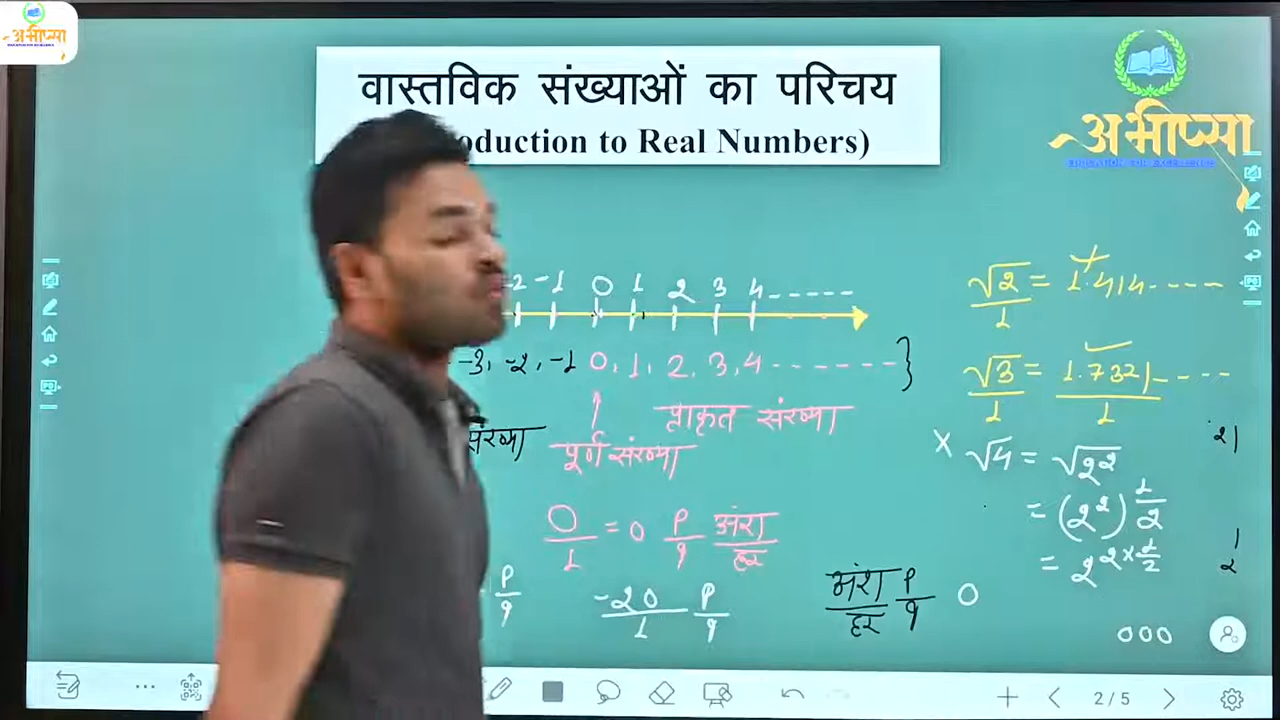 अभीप्सा
वास्तविक संख्याओं का परिचय
oduction to Real Numbers)
अभीप्सा
-2 -1 0 1 2 3 4 -----
-3, -2, -1 0, 1, 2, 3, 4 ------- }
प्राकृत संख्या
संख्या
पूर्ण संख्या
0/1 = 0 p/q अंश/हर
p/q
-20/1 p/q
अंश/हर p/q 0
√2/1 = 1.414----
√3/1 = 1.7321----/1
× √4 = √2²
= (2²)^1/2
= 2^2×1/2
000
2/5